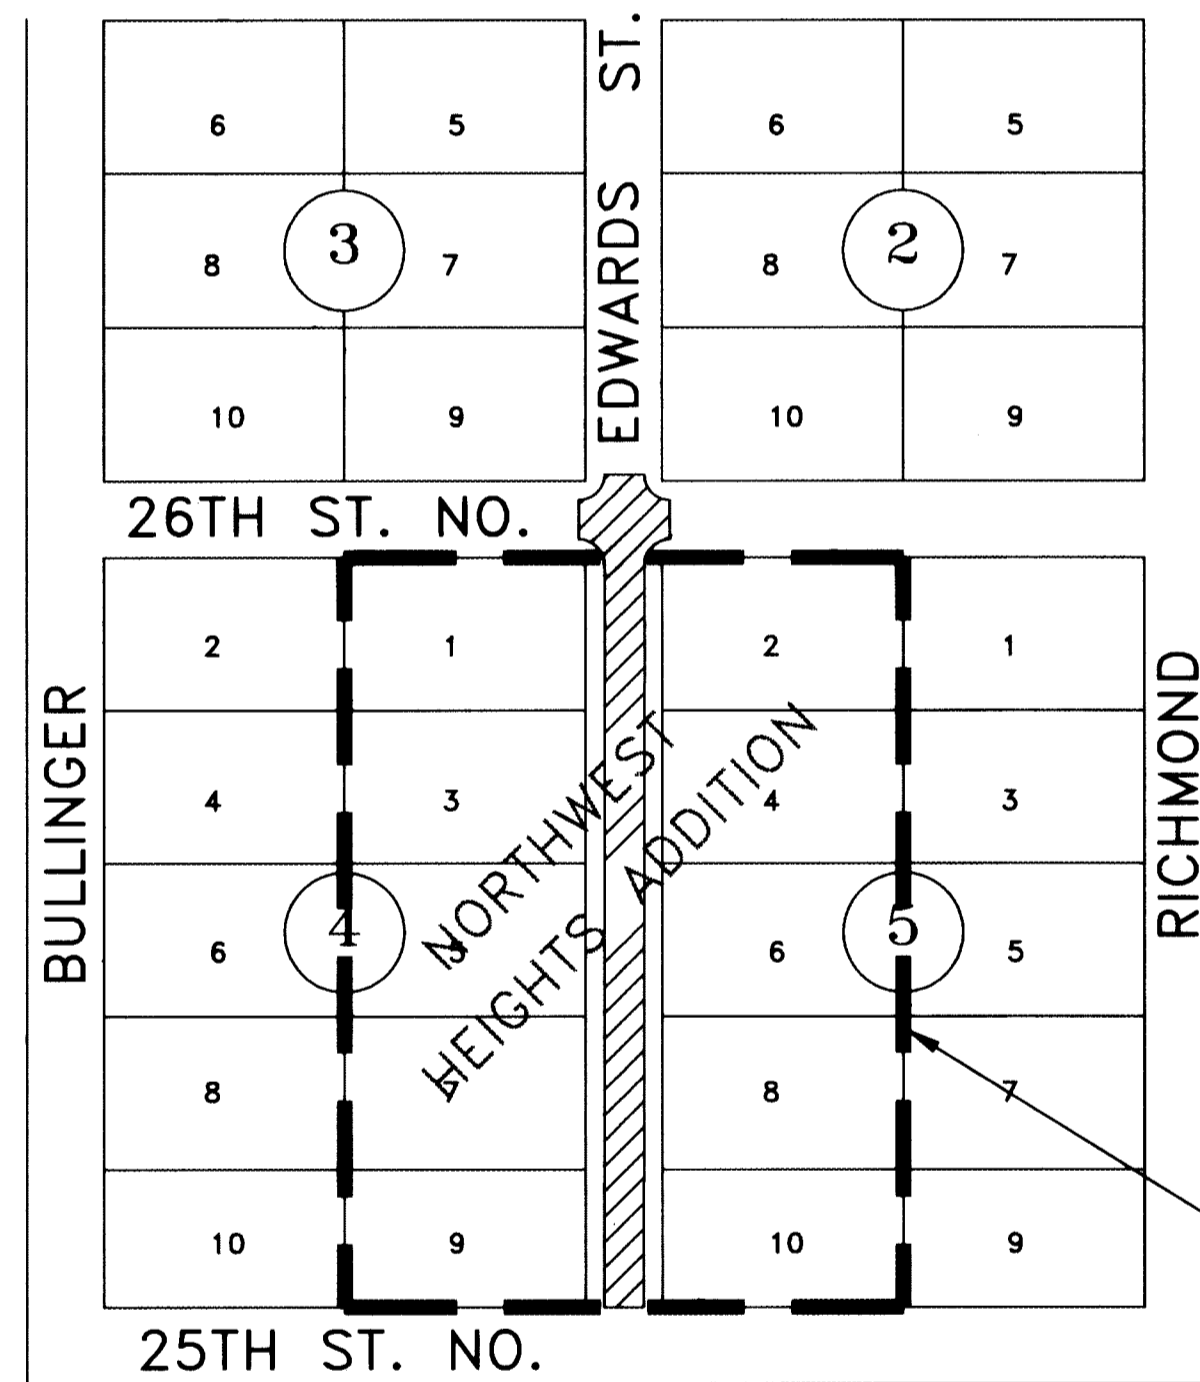 EDWARDS ST.
6 5 6 5
3 2
8 7 8 7
10 9 10 9
26TH ST. NO.
2 1 2 1
BULLINGER
RICHMOND
4 3 4 3
NORTHWEST
HEIGHTS ADDITION
4 5
6 5 6 5
8 7 8 7
10 9 10 9
25TH ST. NO.